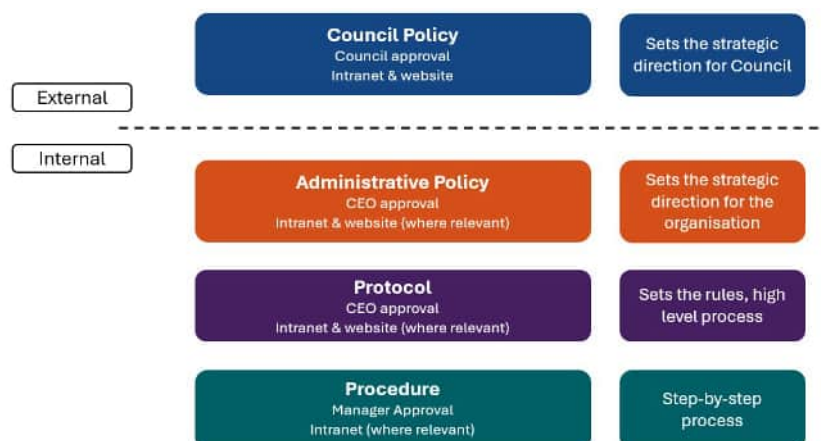 Council Policy
Council approval
Intranet & website
Sets the strategic
direction for Council
External
Internal
Administrative Policy
CEO approval
Intranet & website (where relevant)
Sets the strategic
direction for the
organisation
Protocol
CEO approval
Intranet & website (where relevant)
Sets the rules, high
level process
Procedure
Manager Approval
Intranet (where relevant)
Step-by-step
process